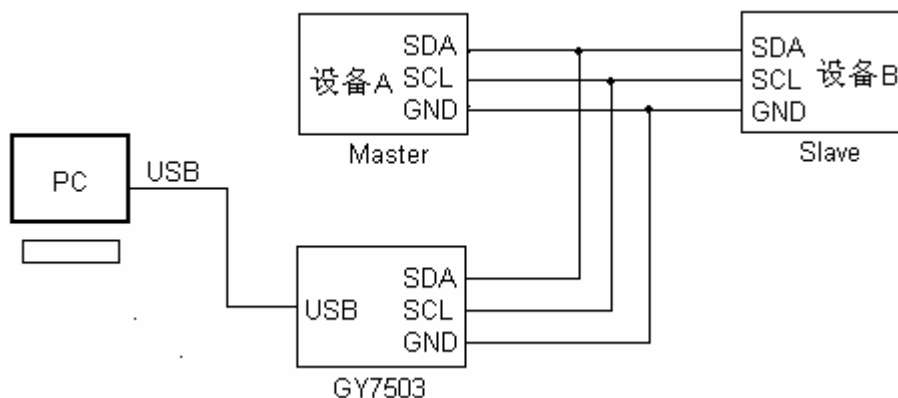 SDA
设备A SCL
GND
Master
SDA
SCL 设备B
GND
Slave
PC
USB
SDA
USB SCL
GND
GY7503